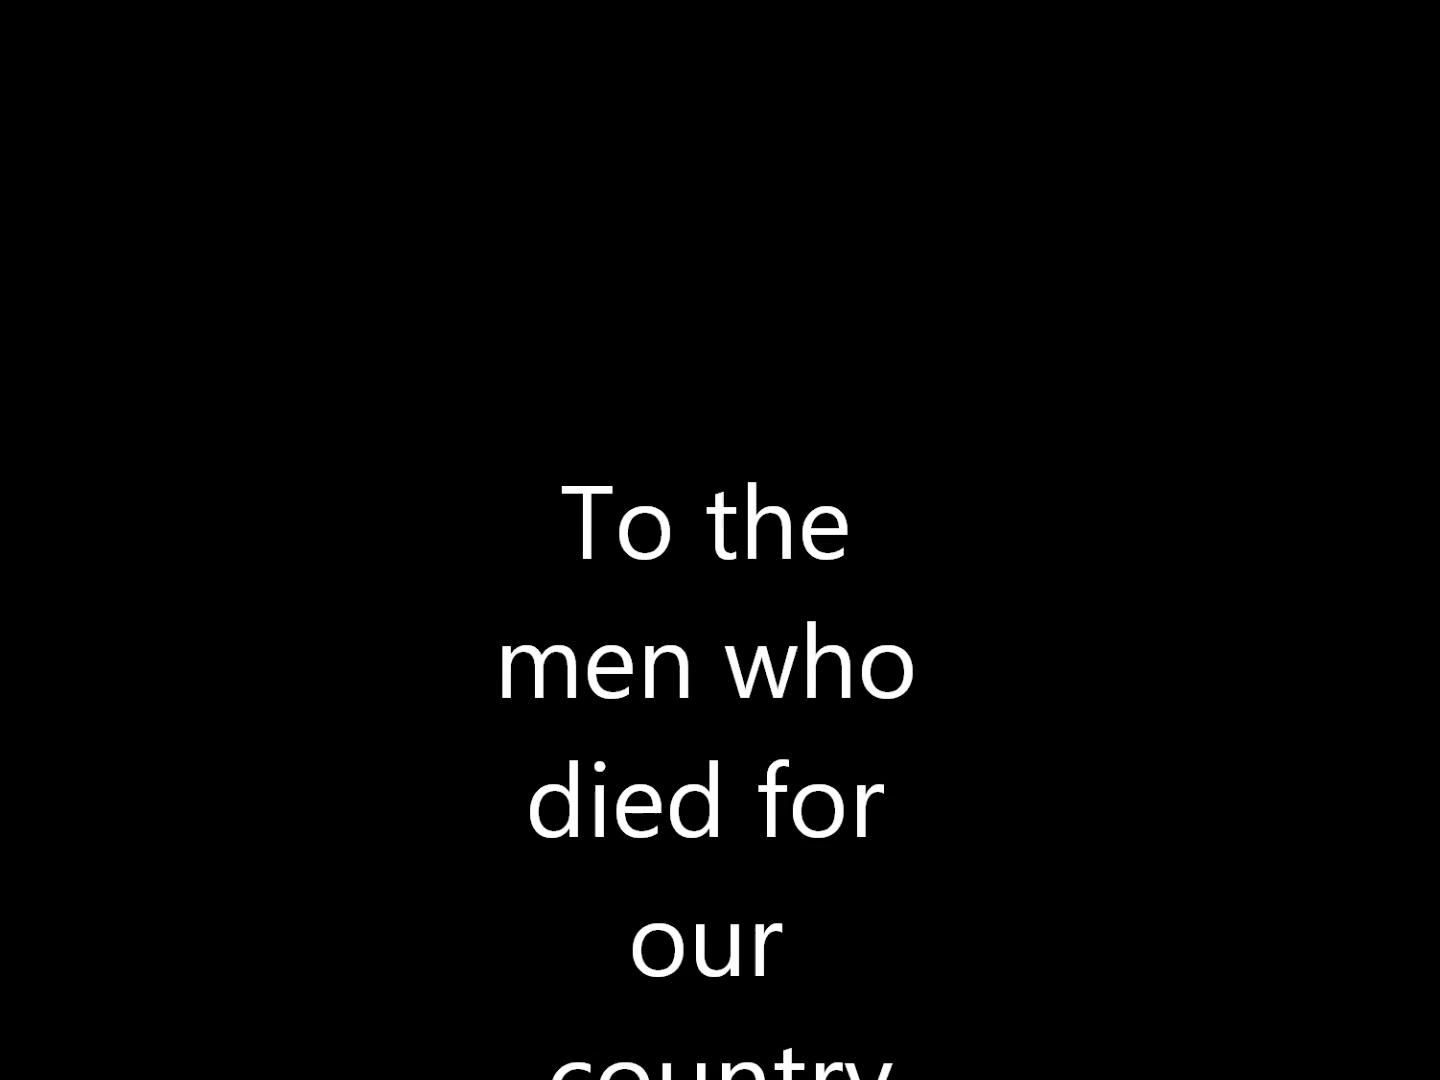 To the
men who
died for
our
country